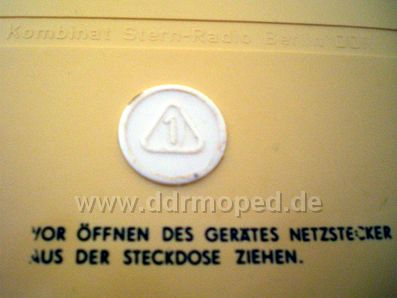 Kombinat Stern-Radio Berlin DDR
1
www.ddrmoped.de
VOR ÖFFNEN DES GERÄTES NETZSTECKER
AUS DER STECKDOSE ZIEHEN.